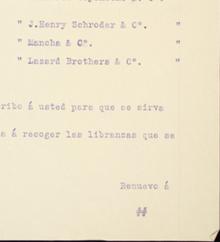 " J.Henry Schroder & Cº. "
" Mancha & Cº. "
" Lazard Brothers & Cº. "
ribo á usted para que se sirva
a á recoger las libranzas que se
Renuevo á